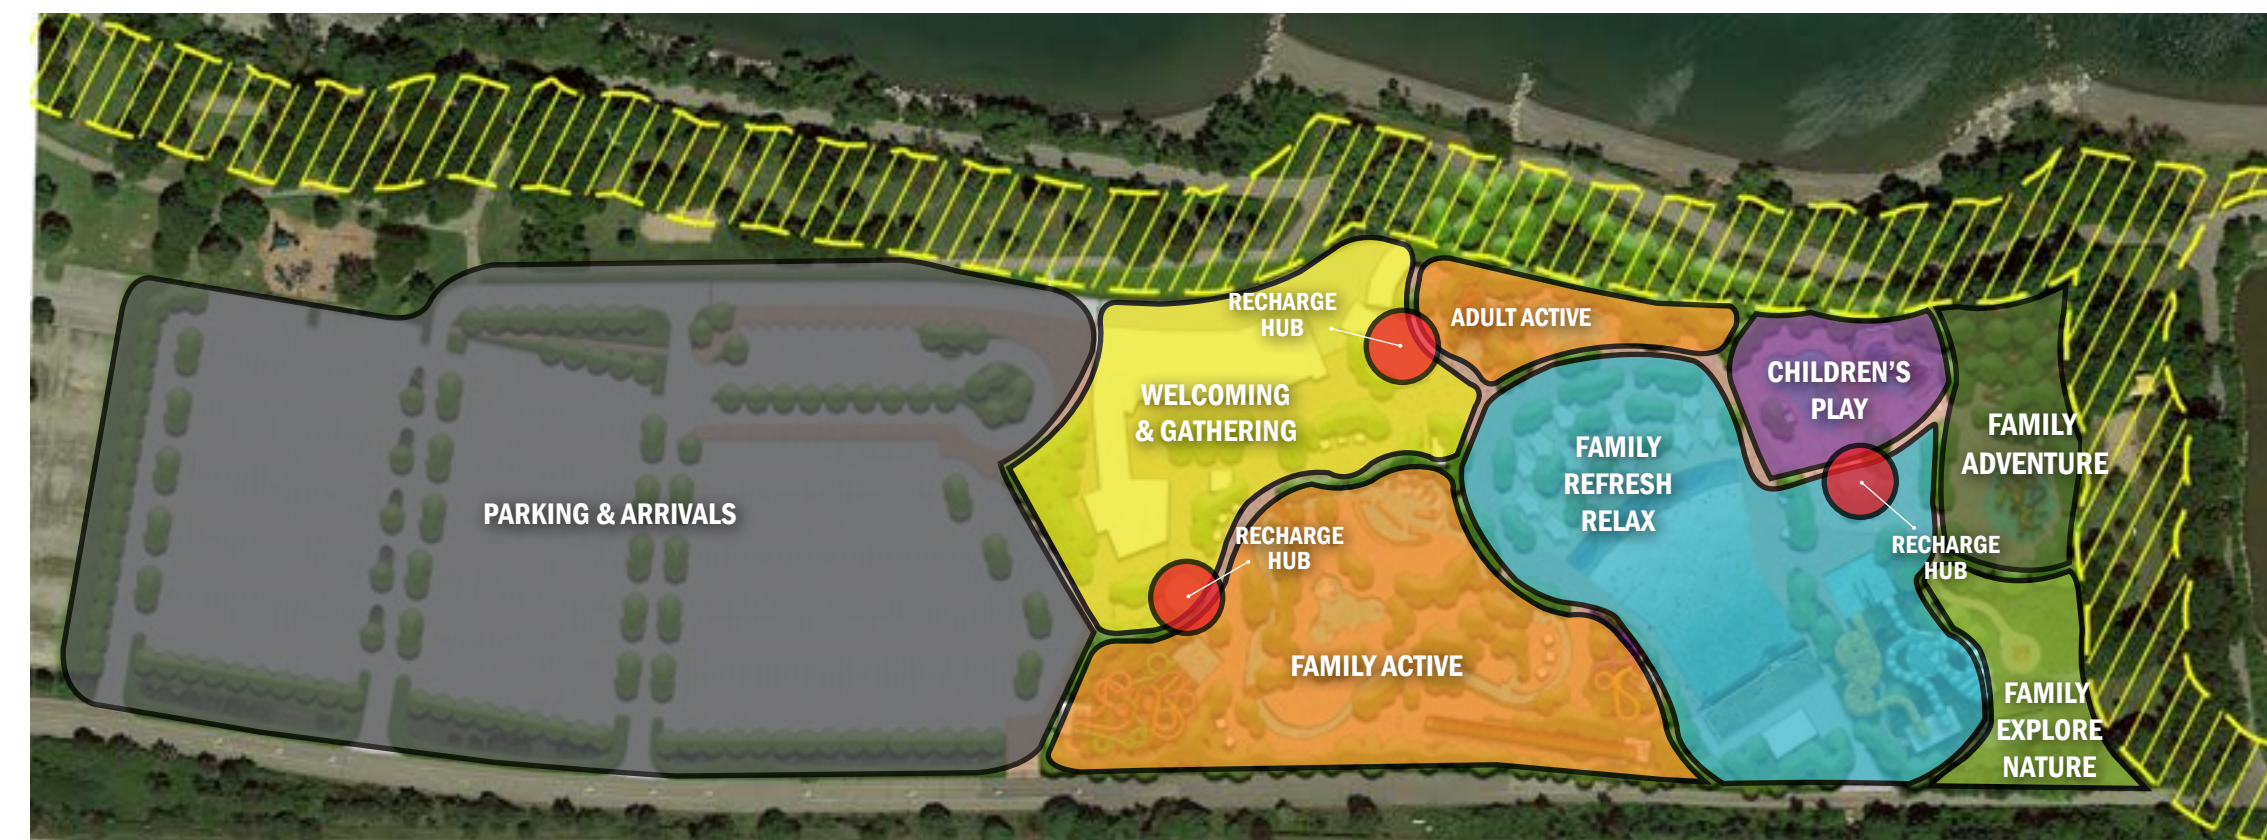 RECHARGE
HUB
ADULT ACTIVE
WELCOMING
& GATHERING
CHILDREN'S
PLAY
FAMILY
ADVENTURE
FAMILY
REFRESH
RELAX
PARKING & ARRIVALS
RECHARGE
HUB
RECHARGE
HUB
FAMILY ACTIVE
FAMILY
EXPLORE
NATURE